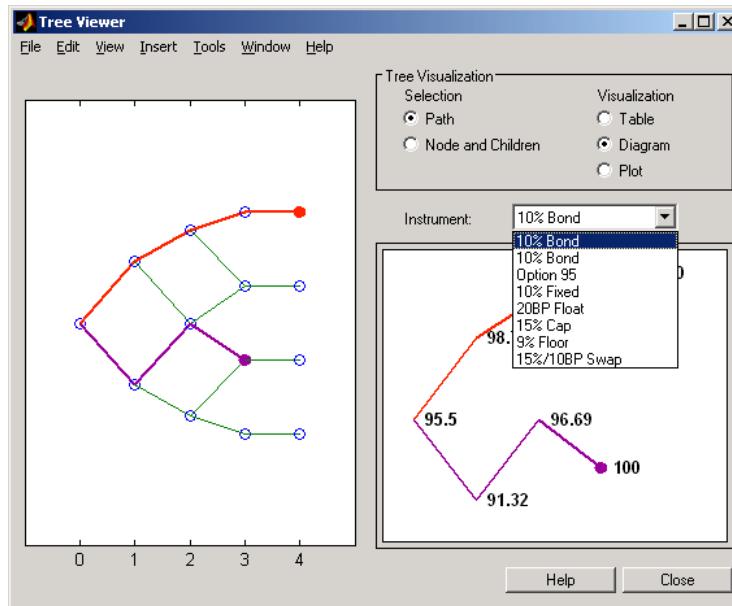 Tree Viewer
File Edit View Insert Tools Window Help
Tree Visualization
Selection Visualization
Path Table
Node and Children Diagram
Plot
Instrument: 10% Bond
10% Bond
10% Bond
Option 95
10% Fixed
20BP Float
15% Cap
9% Floor
15%/10BP Swap
98.
95.5
96.69
100
91.32
0 1 2 3 4
Help Close